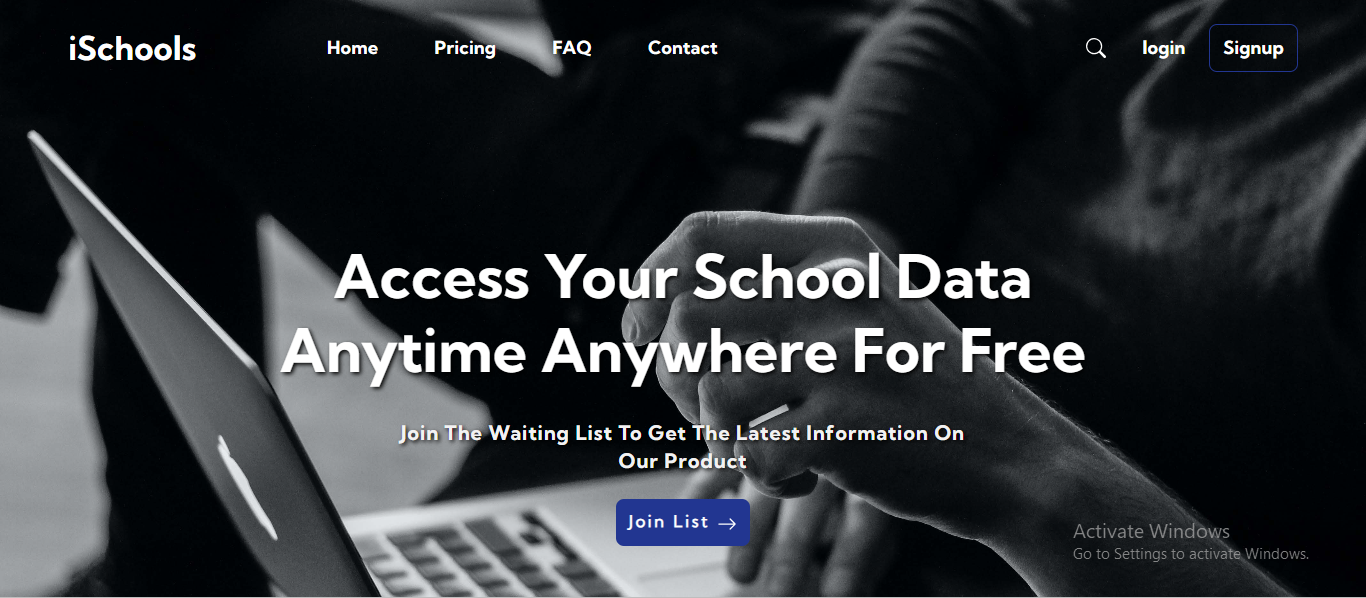 iSchools
Home
Pricing
FAQ
Contact
login
Signup
Access Your School Data
Anytime Anywhere For Free
Join The Waiting List To Get The Latest Information On
Our Product
Join List →
Activate Windows
Go to Settings to activate Windows.